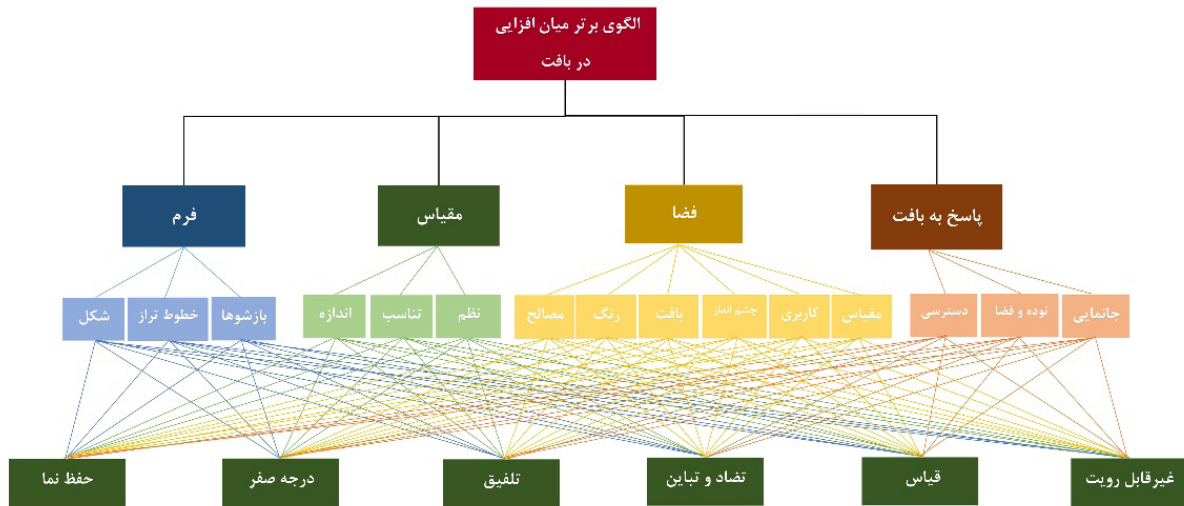 الگوی برتر میان افزایی
در بافت
پاسخ به بافت
فضا
مقیاس
فرم
جانمایی
توده و فضا
دسترسی
مقیاس
کاربری
چشم انداز
بافت
رنگ
مصالح
نظم
تناسب
اندازه
بازشوها
خطوط تراز
شکل
غیرقابل رویت
قیاس
تضاد و تباین
تلفیق
درجه صفر
حفظ نما